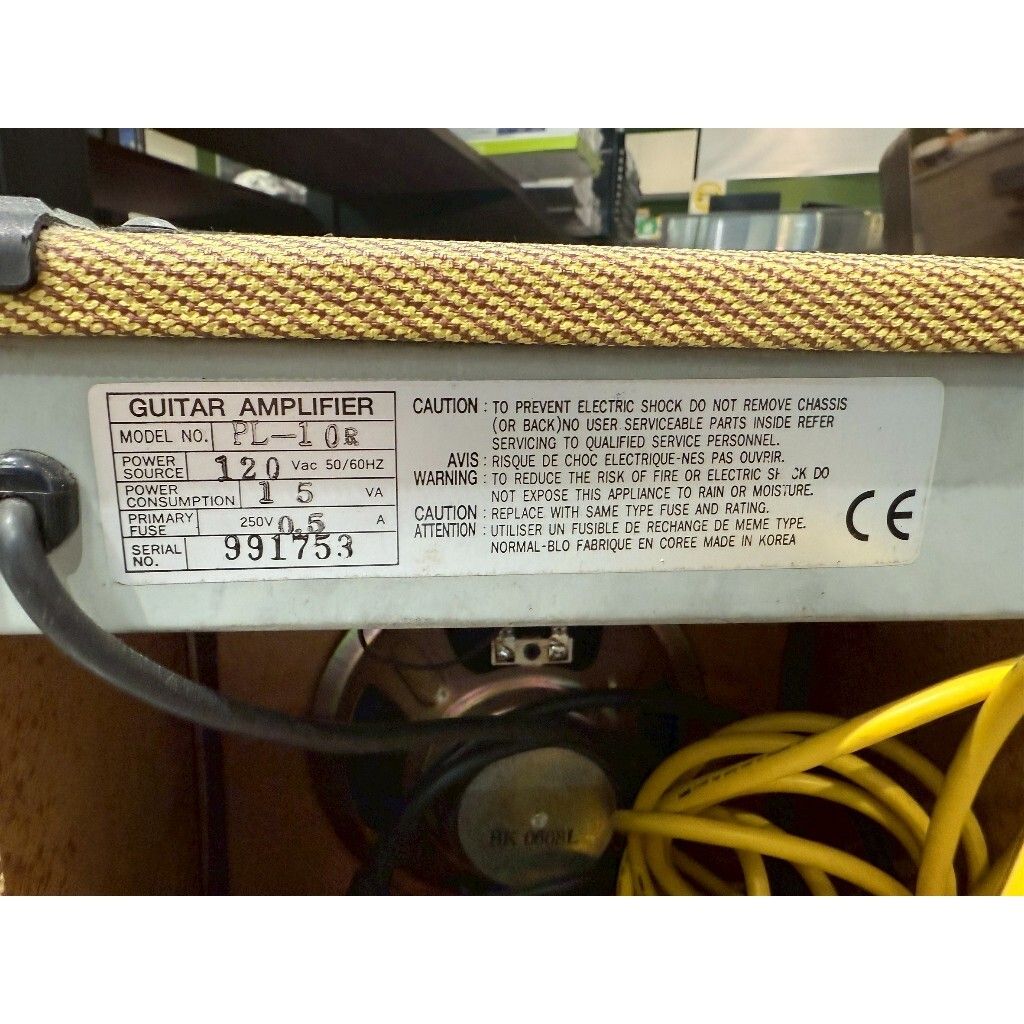 GUITAR AMPLIFIER
MODEL NO. PL-10R
POWER SOURCE 120 Vac 50/60HZ
POWER CONSUMPTION 15 VA
PRIMARY FUSE 250V 0.5 A
SERIAL NO. 991753
CAUTION : TO PREVENT ELECTRIC SHOCK DO NOT REMOVE CHASSIS
(OR BACK)NO USER SERVICEABLE PARTS INSIDE REFER
SERVICING TO QUALIFIED SERVICE PERSONNEL.
AVIS : RISQUE DE CHOC ELECTRIQUE-NES PAS OUVRIR.
WARNING : TO REDUCE THE RISK OF FIRE OR ELECTRIC SHOCK DO
NOT EXPOSE THIS APPLIANCE TO RAIN OR MOISTURE.
CAUTION : REPLACE WITH SAME TYPE FUSE AND RATING.
ATTENTION : UTILISER UN FUSIBLE DE RECHANGE DE MEME TYPE.
NORMAL-BLO FABRIQUE EN COREE MADE IN KOREA
CE